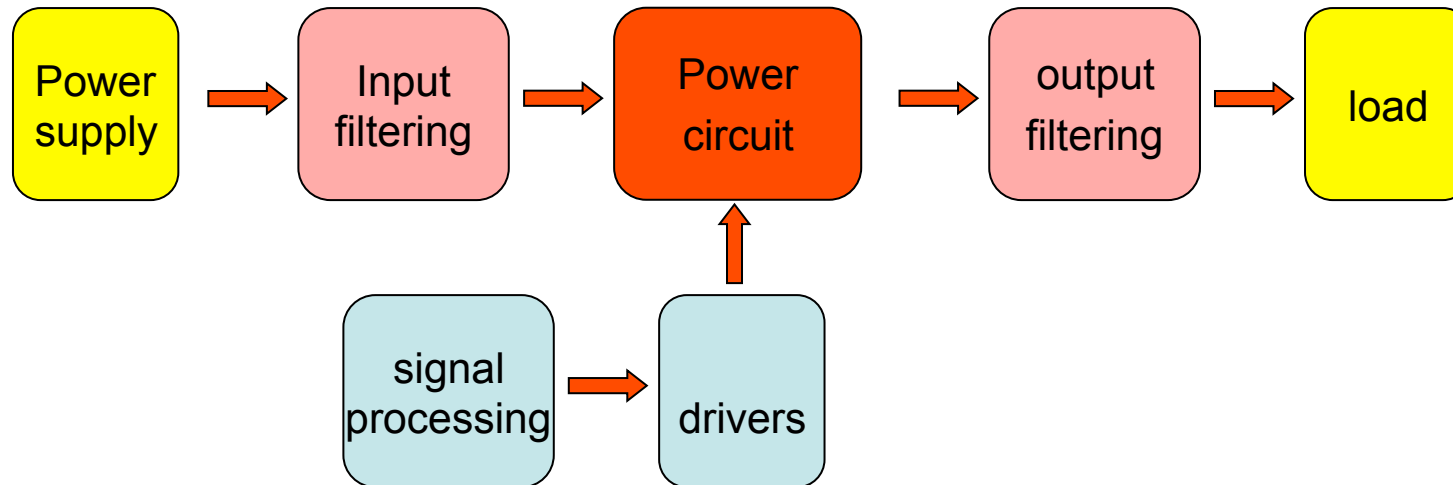 Power
supply
Input
filtering
Power
circuit
output
filtering
load
signal
processing
drivers